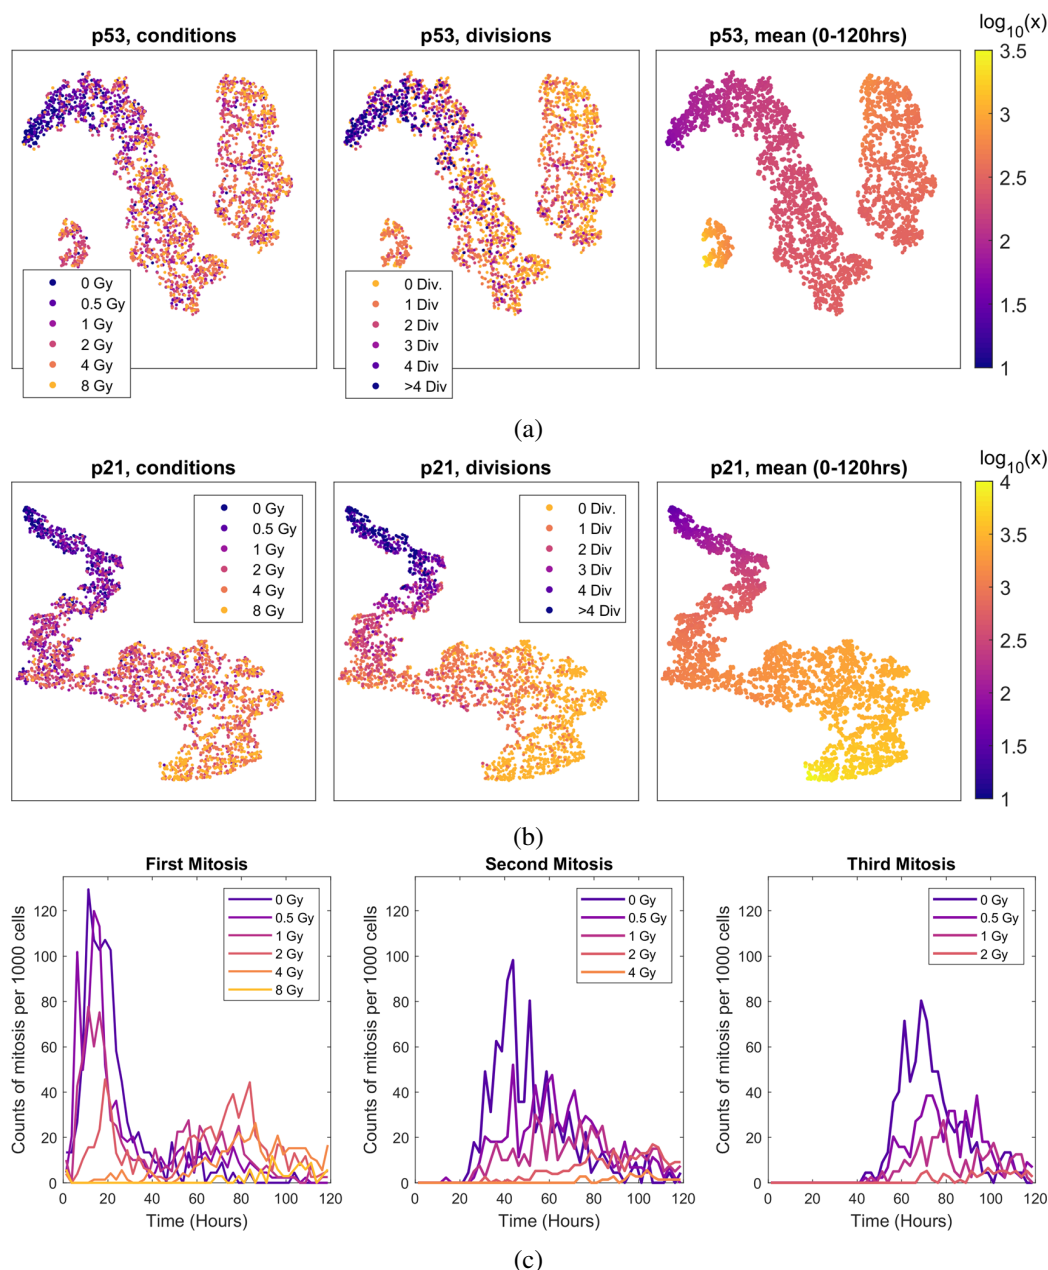 log10(x)
p53, conditions p53, divisions p53, mean (0-120hrs)
3.5
3
2.5
2
1.5
1
0 Gy
0.5 Gy
1 Gy
2 Gy
4 Gy
8 Gy
0 Div.
1 Div
2 Div
3 Div
4 Div
>4 Div
(a)
log10(x)
p21, conditions p21, divisions p21, mean (0-120hrs)
4
3.5
3
2.5
2
1.5
1
0 Gy
0.5 Gy
1 Gy
2 Gy
4 Gy
8 Gy
0 Div.
1 Div
2 Div
3 Div
4 Div
>4 Div
(b)
First Mitosis
Counts of mitosis per 1000 cells
120
100
80
60
40
20
0
0 Gy
0.5 Gy
1 Gy
2 Gy
4 Gy
8 Gy
0 20 40 60 80 100 120
Time (Hours)
Second Mitosis
Counts of mitosis per 1000 cells
120
100
80
60
40
20
0
0 Gy
0.5 Gy
1 Gy
2 Gy
4 Gy
0 20 40 60 80 100 120
Time (Hours)
Third Mitosis
Counts of mitosis per 1000 cells
120
100
80
60
40
20
0
0 Gy
0.5 Gy
1 Gy
2 Gy
0 20 40 60 80 100 120
Time (Hours)
(c)